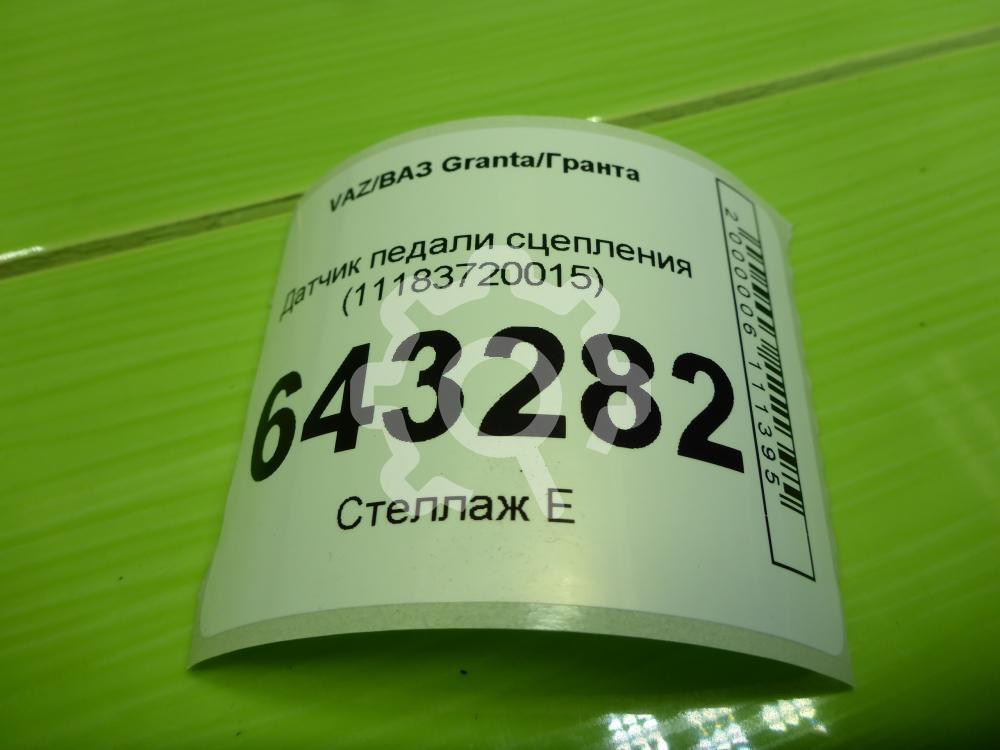 VAZ/ВАЗ Granta/Гранта
Датчик педали сцепления
(11183720015)
643282
Стеллаж Е
2000006111395